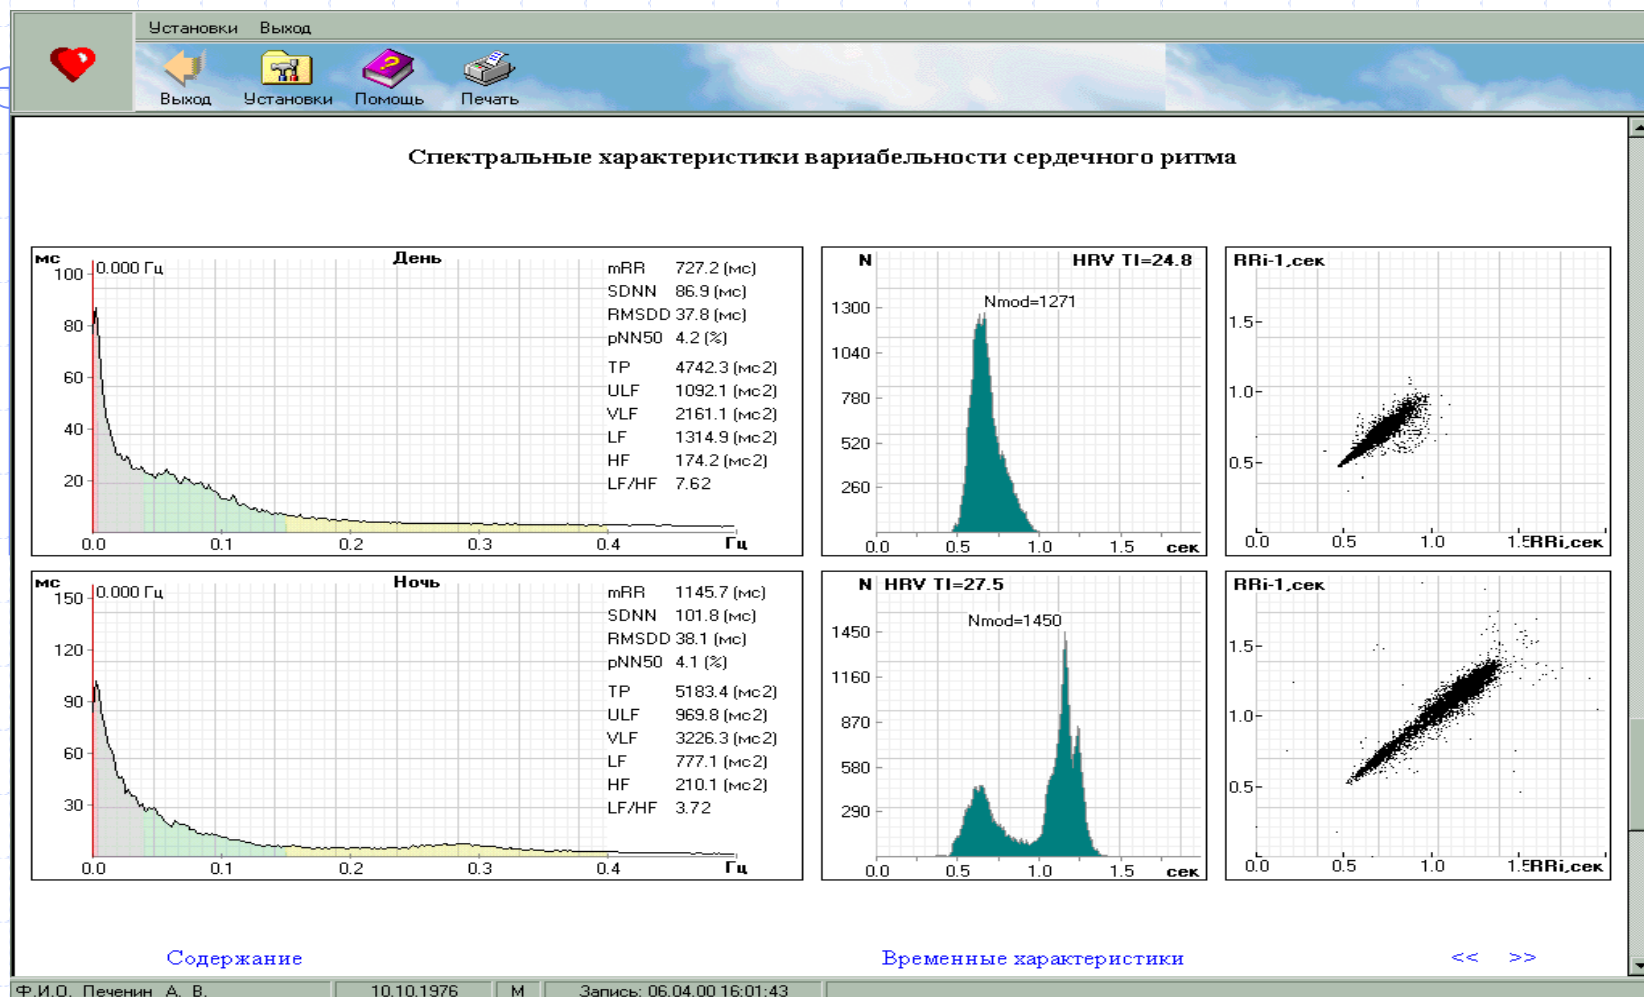 Установки Выход
Выход Установки Помощь Печать
Спектральные характеристики вариабельности сердечного ритма
мс
День
0.000 Гц
100
80
60
40
20
0.0 0.1 0.2 0.3 0.4 Гц
mRR 727.2 (мс)
SDNN 86.9 (мс)
RMSDD 37.8 (мс)
pNN50 4.2 (%)
TP 4742.3 (мс2)
ULF 1092.1 (мс2)
VLF 2161.1 (мс2)
LF 1314.9 (мс2)
HF 174.2 (мс2)
LF/HF 7.62
N HRV TI=24.8
Nmod=1271
1300
1040
780
520
260
0.0 0.5 1.0 1.5 сек
RRi-1,сек
1.5
1.0
0.5
0.0 0.5 1.0 1.5 RRi,сек
мс
Ночь
0.000 Гц
150
120
90
60
30
0.0 0.1 0.2 0.3 0.4 Гц
mRR 1145.7 (мс)
SDNN 101.8 (мс)
RMSDD 38.1 (мс)
pNN50 4.1 (%)
TP 5183.4 (мс2)
ULF 969.8 (мс2)
VLF 3226.3 (мс2)
LF 777.1 (мс2)
HF 210.1 (мс2)
LF/HF 3.72
N HRV TI=27.5
Nmod=1450
1450
1160
870
580
290
0.0 0.5 1.0 1.5 сек
RRi-1,сек
1.5
1.0
0.5
0.0 0.5 1.0 1.5 RRi,сек
Содержание Временные характеристики << >>
Ф.И.О. Печенин А. В. 10.10.1976 М Запись: 06.04.00 16:01:43